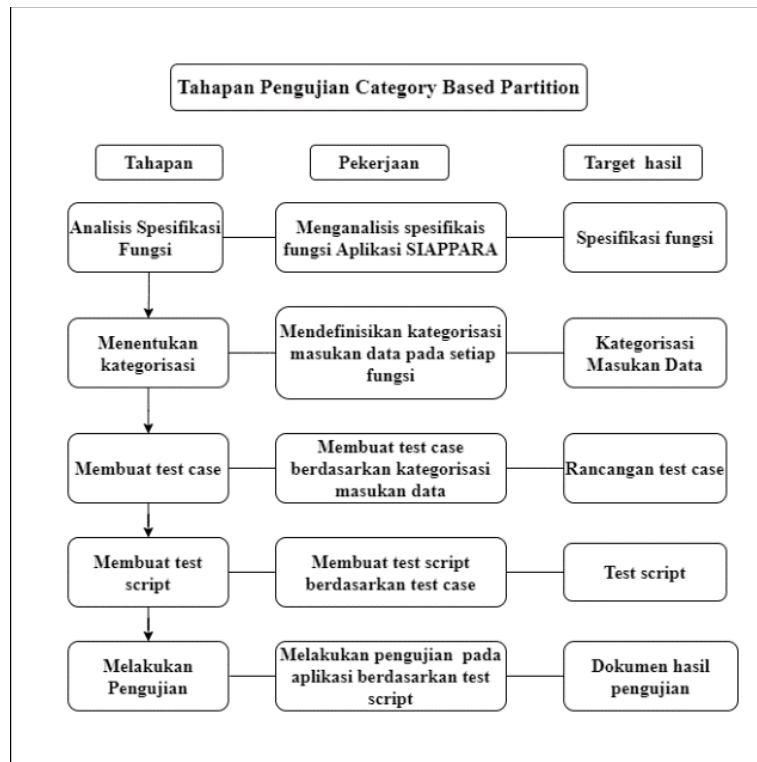 Tahapan Pengujian Category Based Partition
Tahapan
Pekerjaan
Target hasil
Analisis Spesifikasi
Fungsi
Menganalisis spesifikais
fungsi Aplikasi SIAPPARA
Spesifikasi fungsi
Menentukan
kategorisasi
Mendefinisikan kategorisasi
masukan data pada setiap
fungsi
Kategorisasi
Masukan Data
Membuat test case
Membuat test case
berdasarkan kategorisasi
masukan data
Rancangan test case
Membuat test
script
Membuat test script
berdasarkan test case
Test script
Melakukan
Pengujian
Melakukan pengujian pada
aplikasi berdasarkan test
script
Dokumen hasil
pengujian